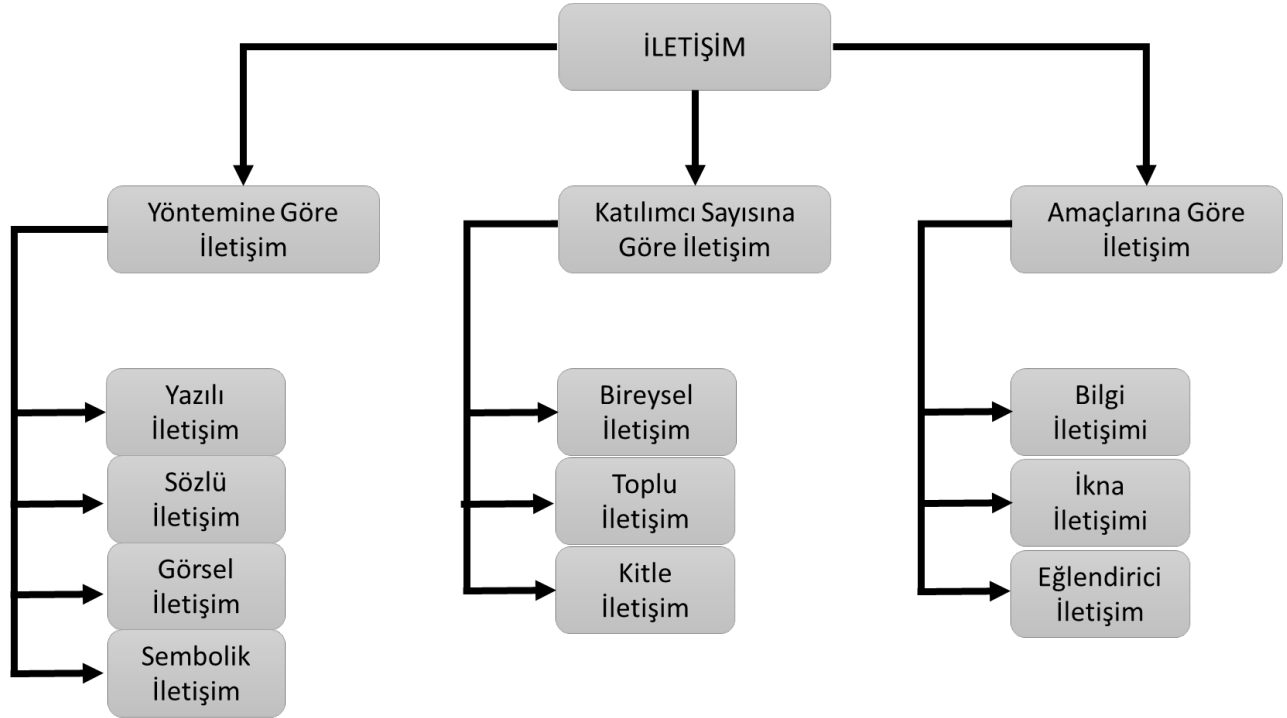 İLETİŞİM
Yöntemine Göre
İletişim
Katılımcı Sayısına
Göre İletişim
Amaçlarına Göre
İletişim
Yazılı
İletişim
Sözlü
İletişim
Görsel
İletişim
Sembolik
İletişim
Bireysel
İletişim
Toplu
İletişim
Kitle
İletişim
Bilgi
İletişimi
İkna
İletişimi
Eğlendirici
İletişim